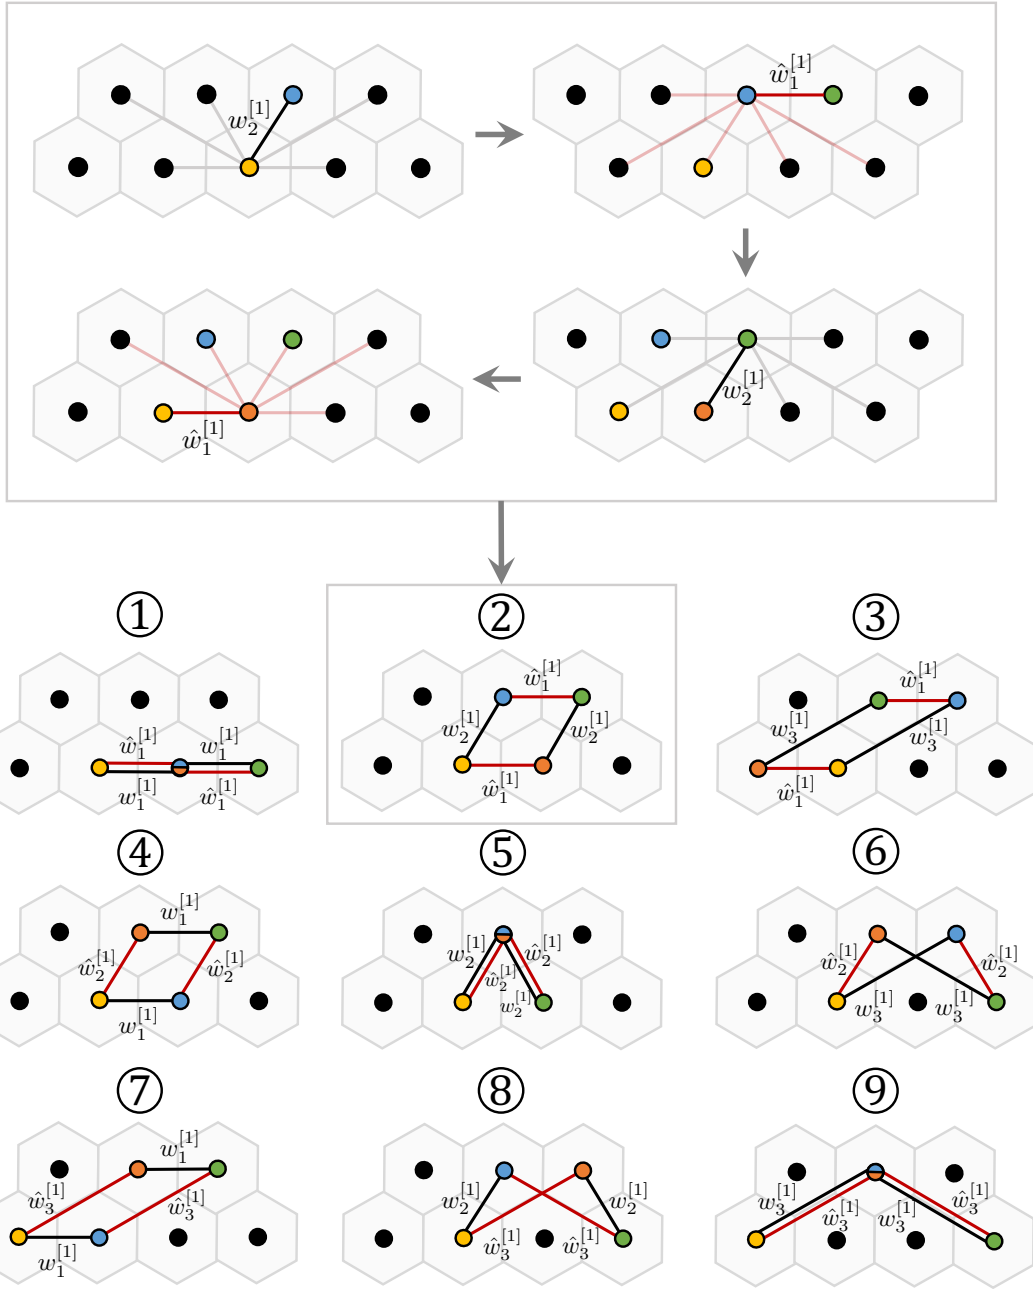 w_2^{[1]}
ŵ_1^{[1]}
ŵ_1^{[1]}
w_2^{[1]}
① ② ③
ŵ_1^{[1]} w_1^{[1]}
w_1^{[1]} ŵ_1^{[1]}
ŵ_1^{[1]}
w_2^{[1]} w_2^{[1]}
ŵ_1^{[1]}
ŵ_1^{[1]}
w_3^{[1]} w_3^{[1]}
ŵ_1^{[1]}
④ ⑤ ⑥
w_1^{[1]}
ŵ_2^{[1]} ŵ_2^{[1]}
w_1^{[1]}
w_2^{[1]} ŵ_2^{[1]}
ŵ_2^{[1]} w_2^{[1]}
ŵ_2^{[1]} ŵ_2^{[1]}
w_3^{[1]} w_3^{[1]}
⑦ ⑧ ⑨
w_1^{[1]}
ŵ_3^{[1]} ŵ_3^{[1]}
w_1^{[1]}
w_2^{[1]} w_2^{[1]}
ŵ_3^{[1]} ŵ_3^{[1]}
w_3^{[1]} ŵ_3^{[1]}
ŵ_3^{[1]} w_3^{[1]}